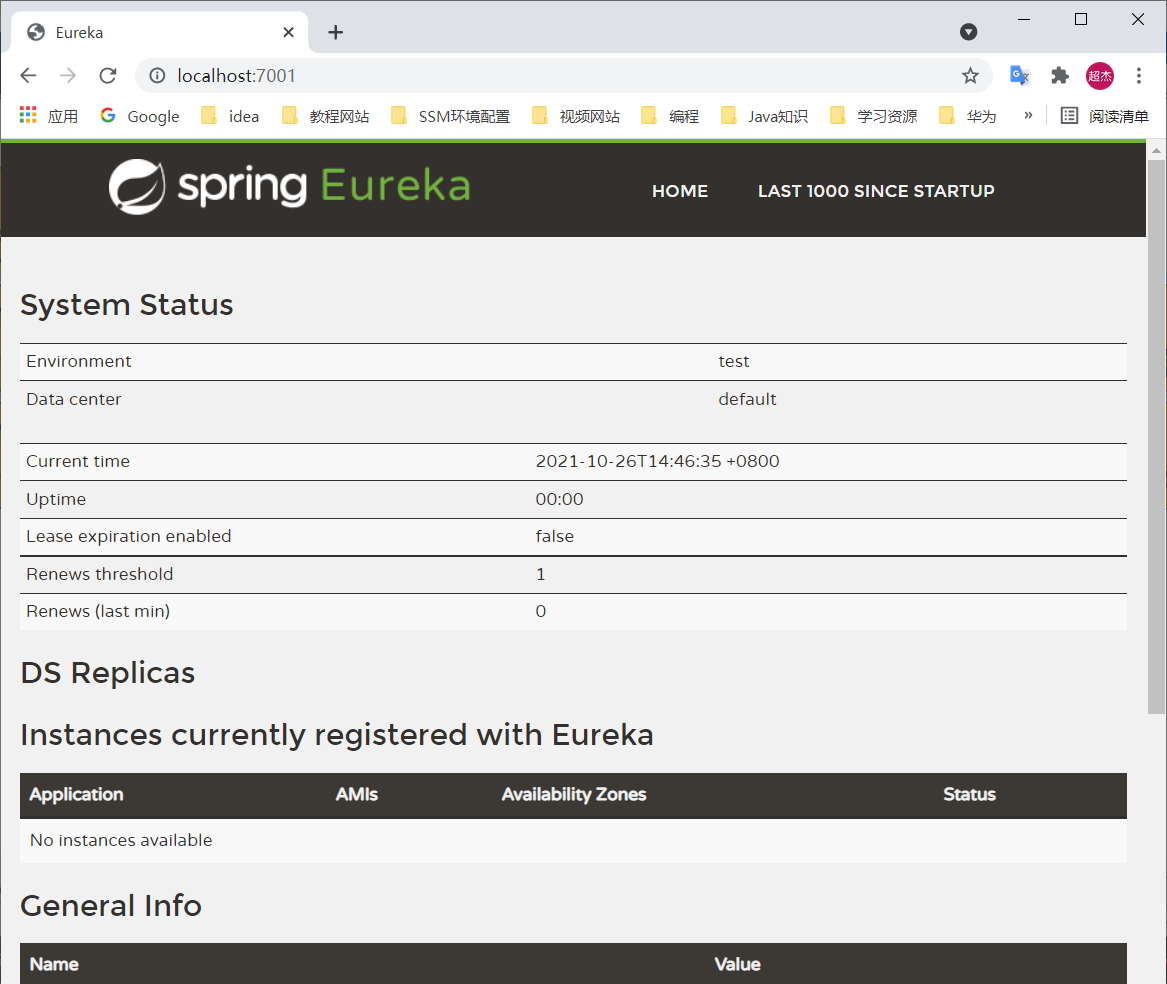 Eureka
localhost:7001
超杰
应用 Google idea 教程网站 SSM环境配置 视频网站 编程 Java知识 学习资源 华为 » 阅读清单
spring Eureka HOME LAST 1000 SINCE STARTUP
System Status
Environment test
Data center default
Current time 2021-10-26T14:46:35 +0800
Uptime 00:00
Lease expiration enabled false
Renews threshold 1
Renews (last min) 0
DS Replicas
Instances currently registered with Eureka
Application AMIs Availability Zones Status
No instances available
General Info
Name Value